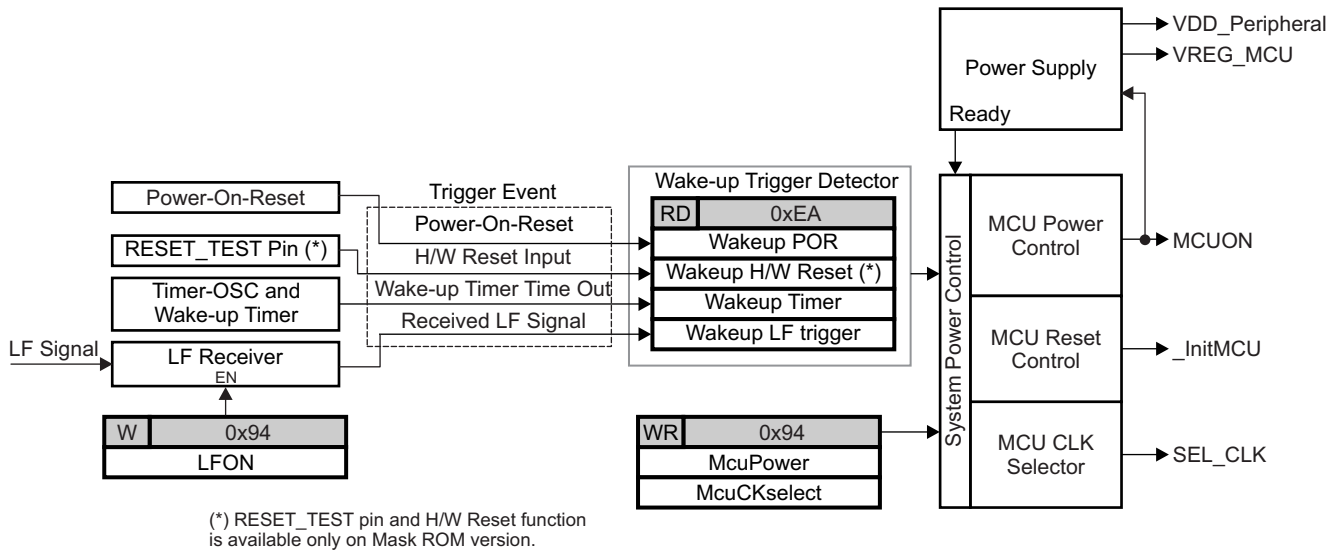 VDD_Peripheral
VREG_MCU
Power Supply
Ready
Power-On-Reset
RESET_TEST Pin (*)
Timer-OSC and
Wake-up Timer
LF Signal
LF Receiver
EN
W 0x94
LFON
Trigger Event
Power-On-Reset
H/W Reset Input
Wake-up Timer Time Out
Received LF Signal
Wake-up Trigger Detector
RD 0xEA
Wakeup POR
Wakeup H/W Reset (*)
Wakeup Timer
Wakeup LF trigger
WR 0x94
McuPower
McuCKselect
System Power Control
MCU Power
Control
MCU Reset
Control
MCU CLK
Selector
MCUON
_InitMCU
SEL_CLK
(*) RESET_TEST pin and H/W Reset function
is available only on Mask ROM version.